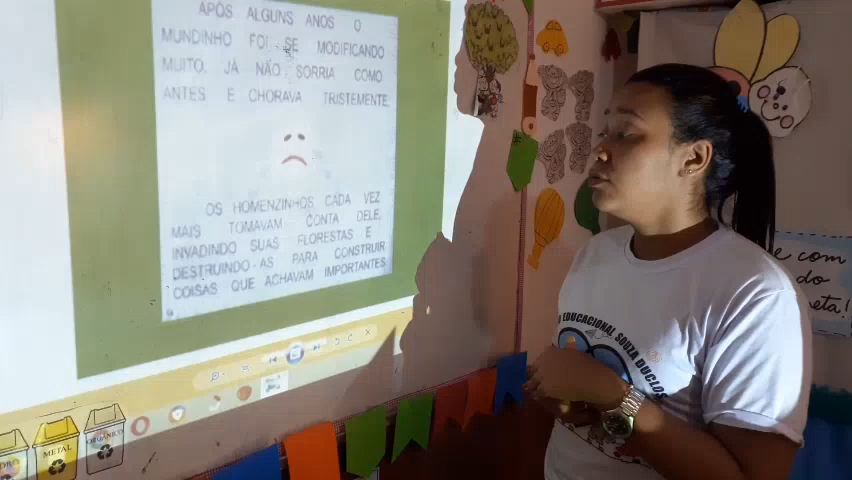 APÓS ALGUNS ANOS O
MUNDINHO FOI SE MODIFICANDO
MUITO. JÁ NÃO SORRIA COMO
ANTES E CHORAVA TRISTEMENTE
OS HOMENZINHOS CADA VEZ
MAIS TOMAVAM CONTA DELE,
INVADINDO SUAS FLORESTAS E
DESTRUINDO-AS PARA CONSTRUIR
COISAS QUE ACHAVAM IMPORTANTES
METAL
ORGÂNICO
EDUCACIONAL SOUZA DUCLOS
e com
do